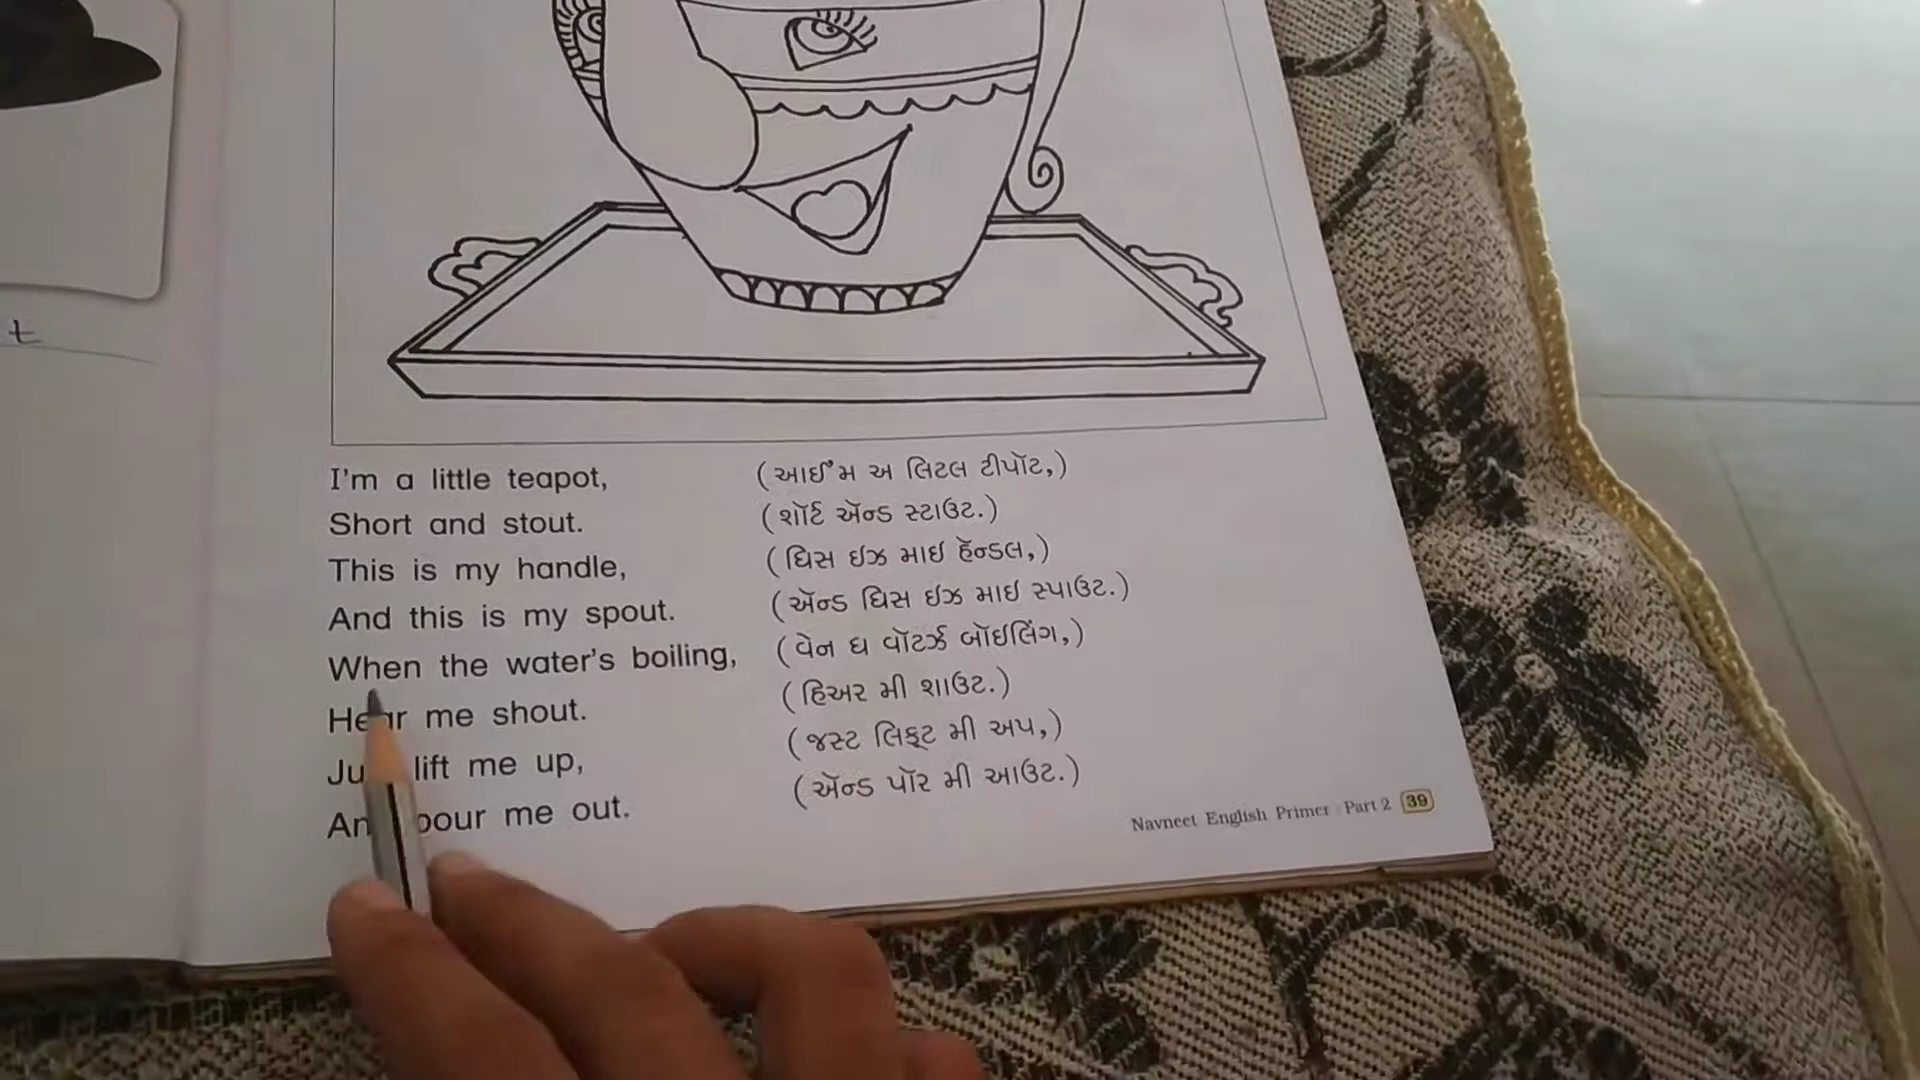 t
I'm a little teapot,
(આઈ'મ અ લિટલ ટીપૉટ,)
Short and stout.
(શૉર્ટ ઍન્ડ સ્ટાઉટ.)
This is my handle,
(ધિસ ઇઝ માઇ હૅન્ડલ,)
And this is my spout.
(ઍન્ડ ધિસ ઇઝ માઇ સ્પાઉટ.)
When the water's boiling,
(વેન ધ વૉટર્ઝ બૉઇલિંગ,)
Hear me shout.
(હિઅર મી શાઉટ.)
lift me up,
(જસ્ટ લિફ્ટ મી અપ,)
pour me out.
(ઍન્ડ પૉર મી આઉટ.)
Navneet English Primer · Part 2 39